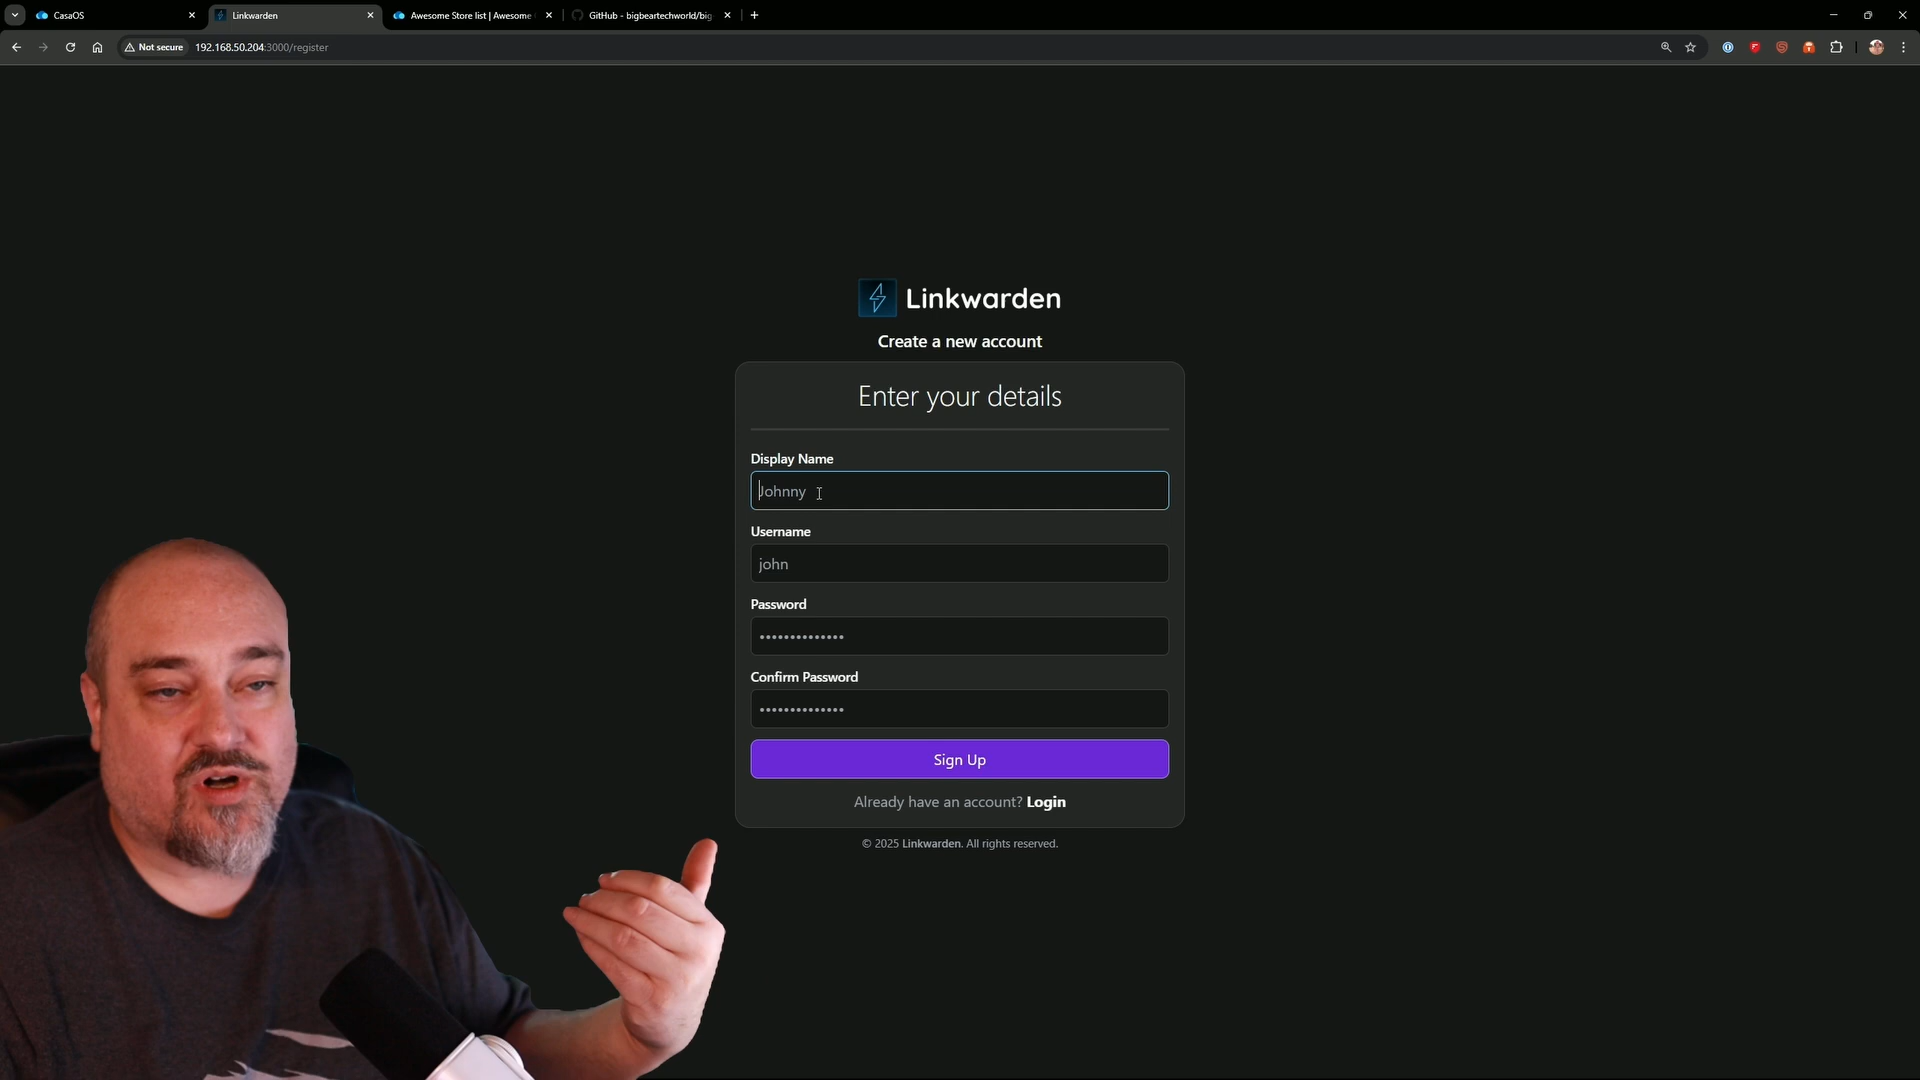 CasaOS
Linkwarden
Awesome Store list | Awesome
GitHub - bigbeartechworld/big
Not secure
192.168.50.204:3000/register
Linkwarden
Create a new account
Enter your details
Display Name
Johnny
Username
john
Password
••••••••••••••
Confirm Password
••••••••••••••
Sign Up
Already have an account? Login
© 2025 Linkwarden. All rights reserved.